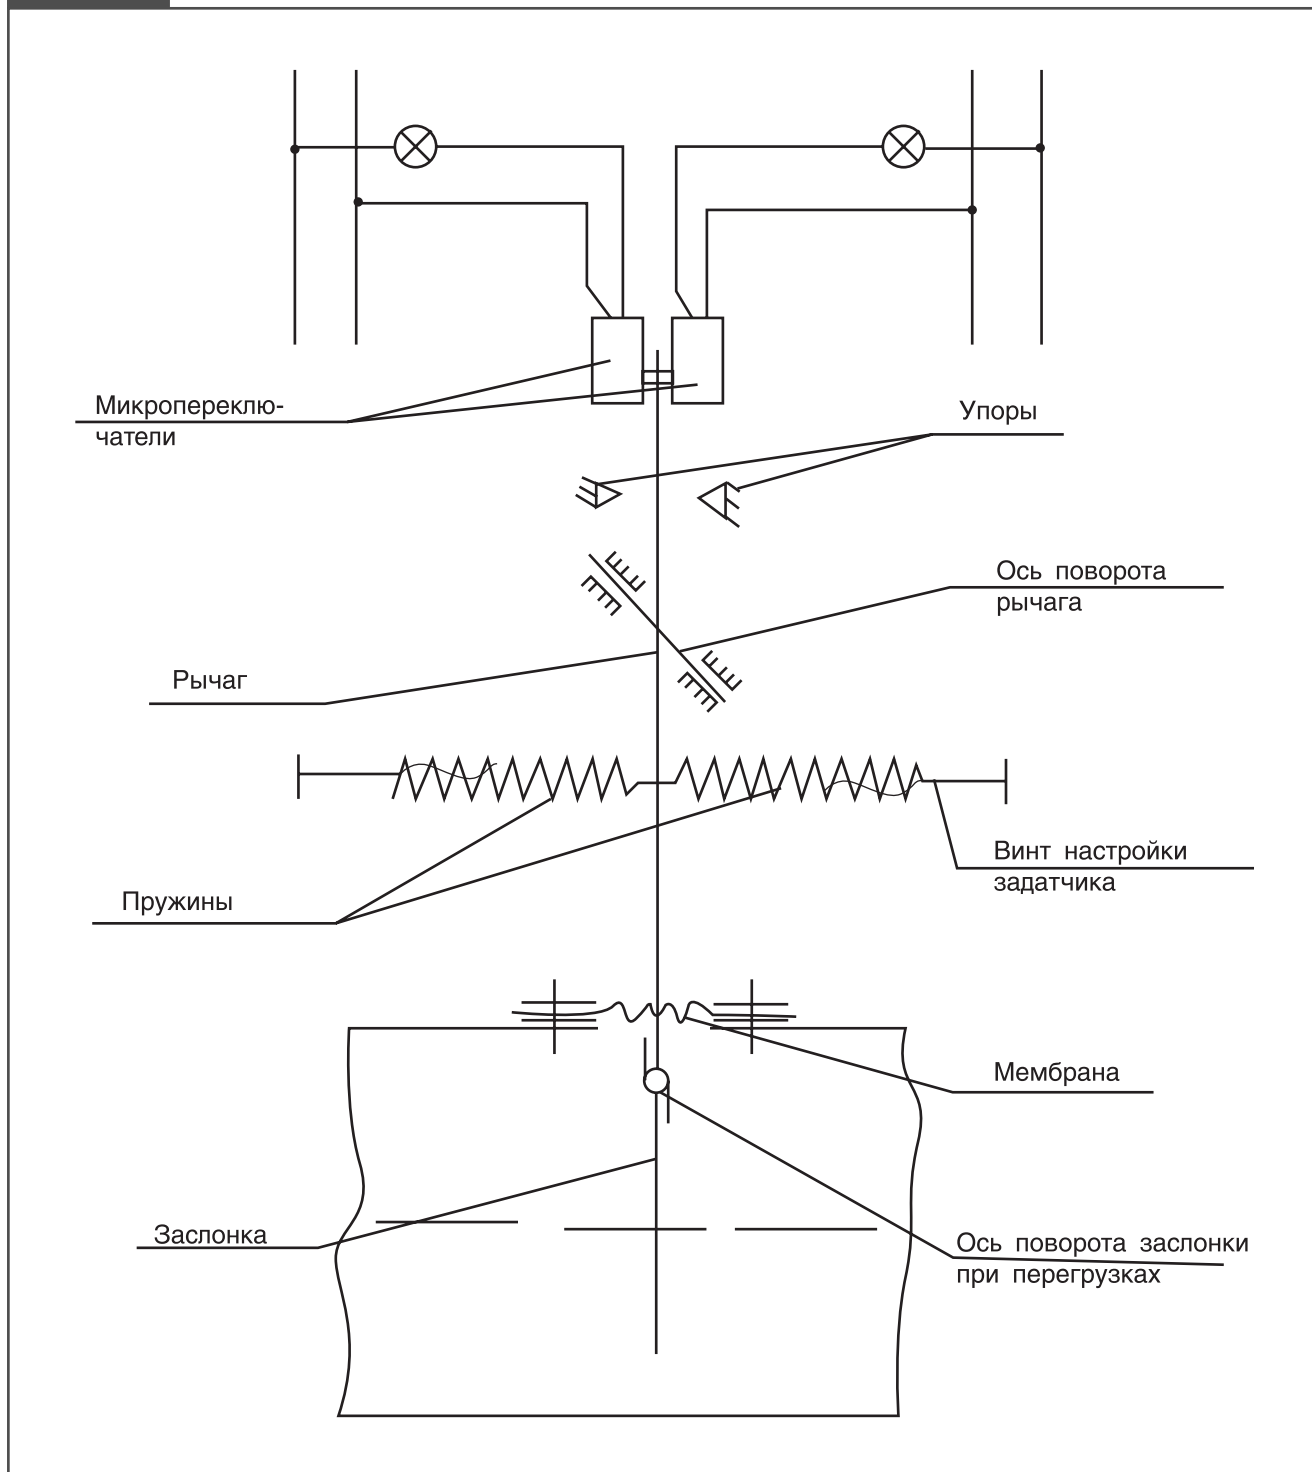 Микропереклю-
чатели
Упоры
Ось поворота
рычага
Рычаг
Винт настройки
задатчика
Пружины
Мембрана
Заслонка
Ось поворота заслонки
при перегрузках